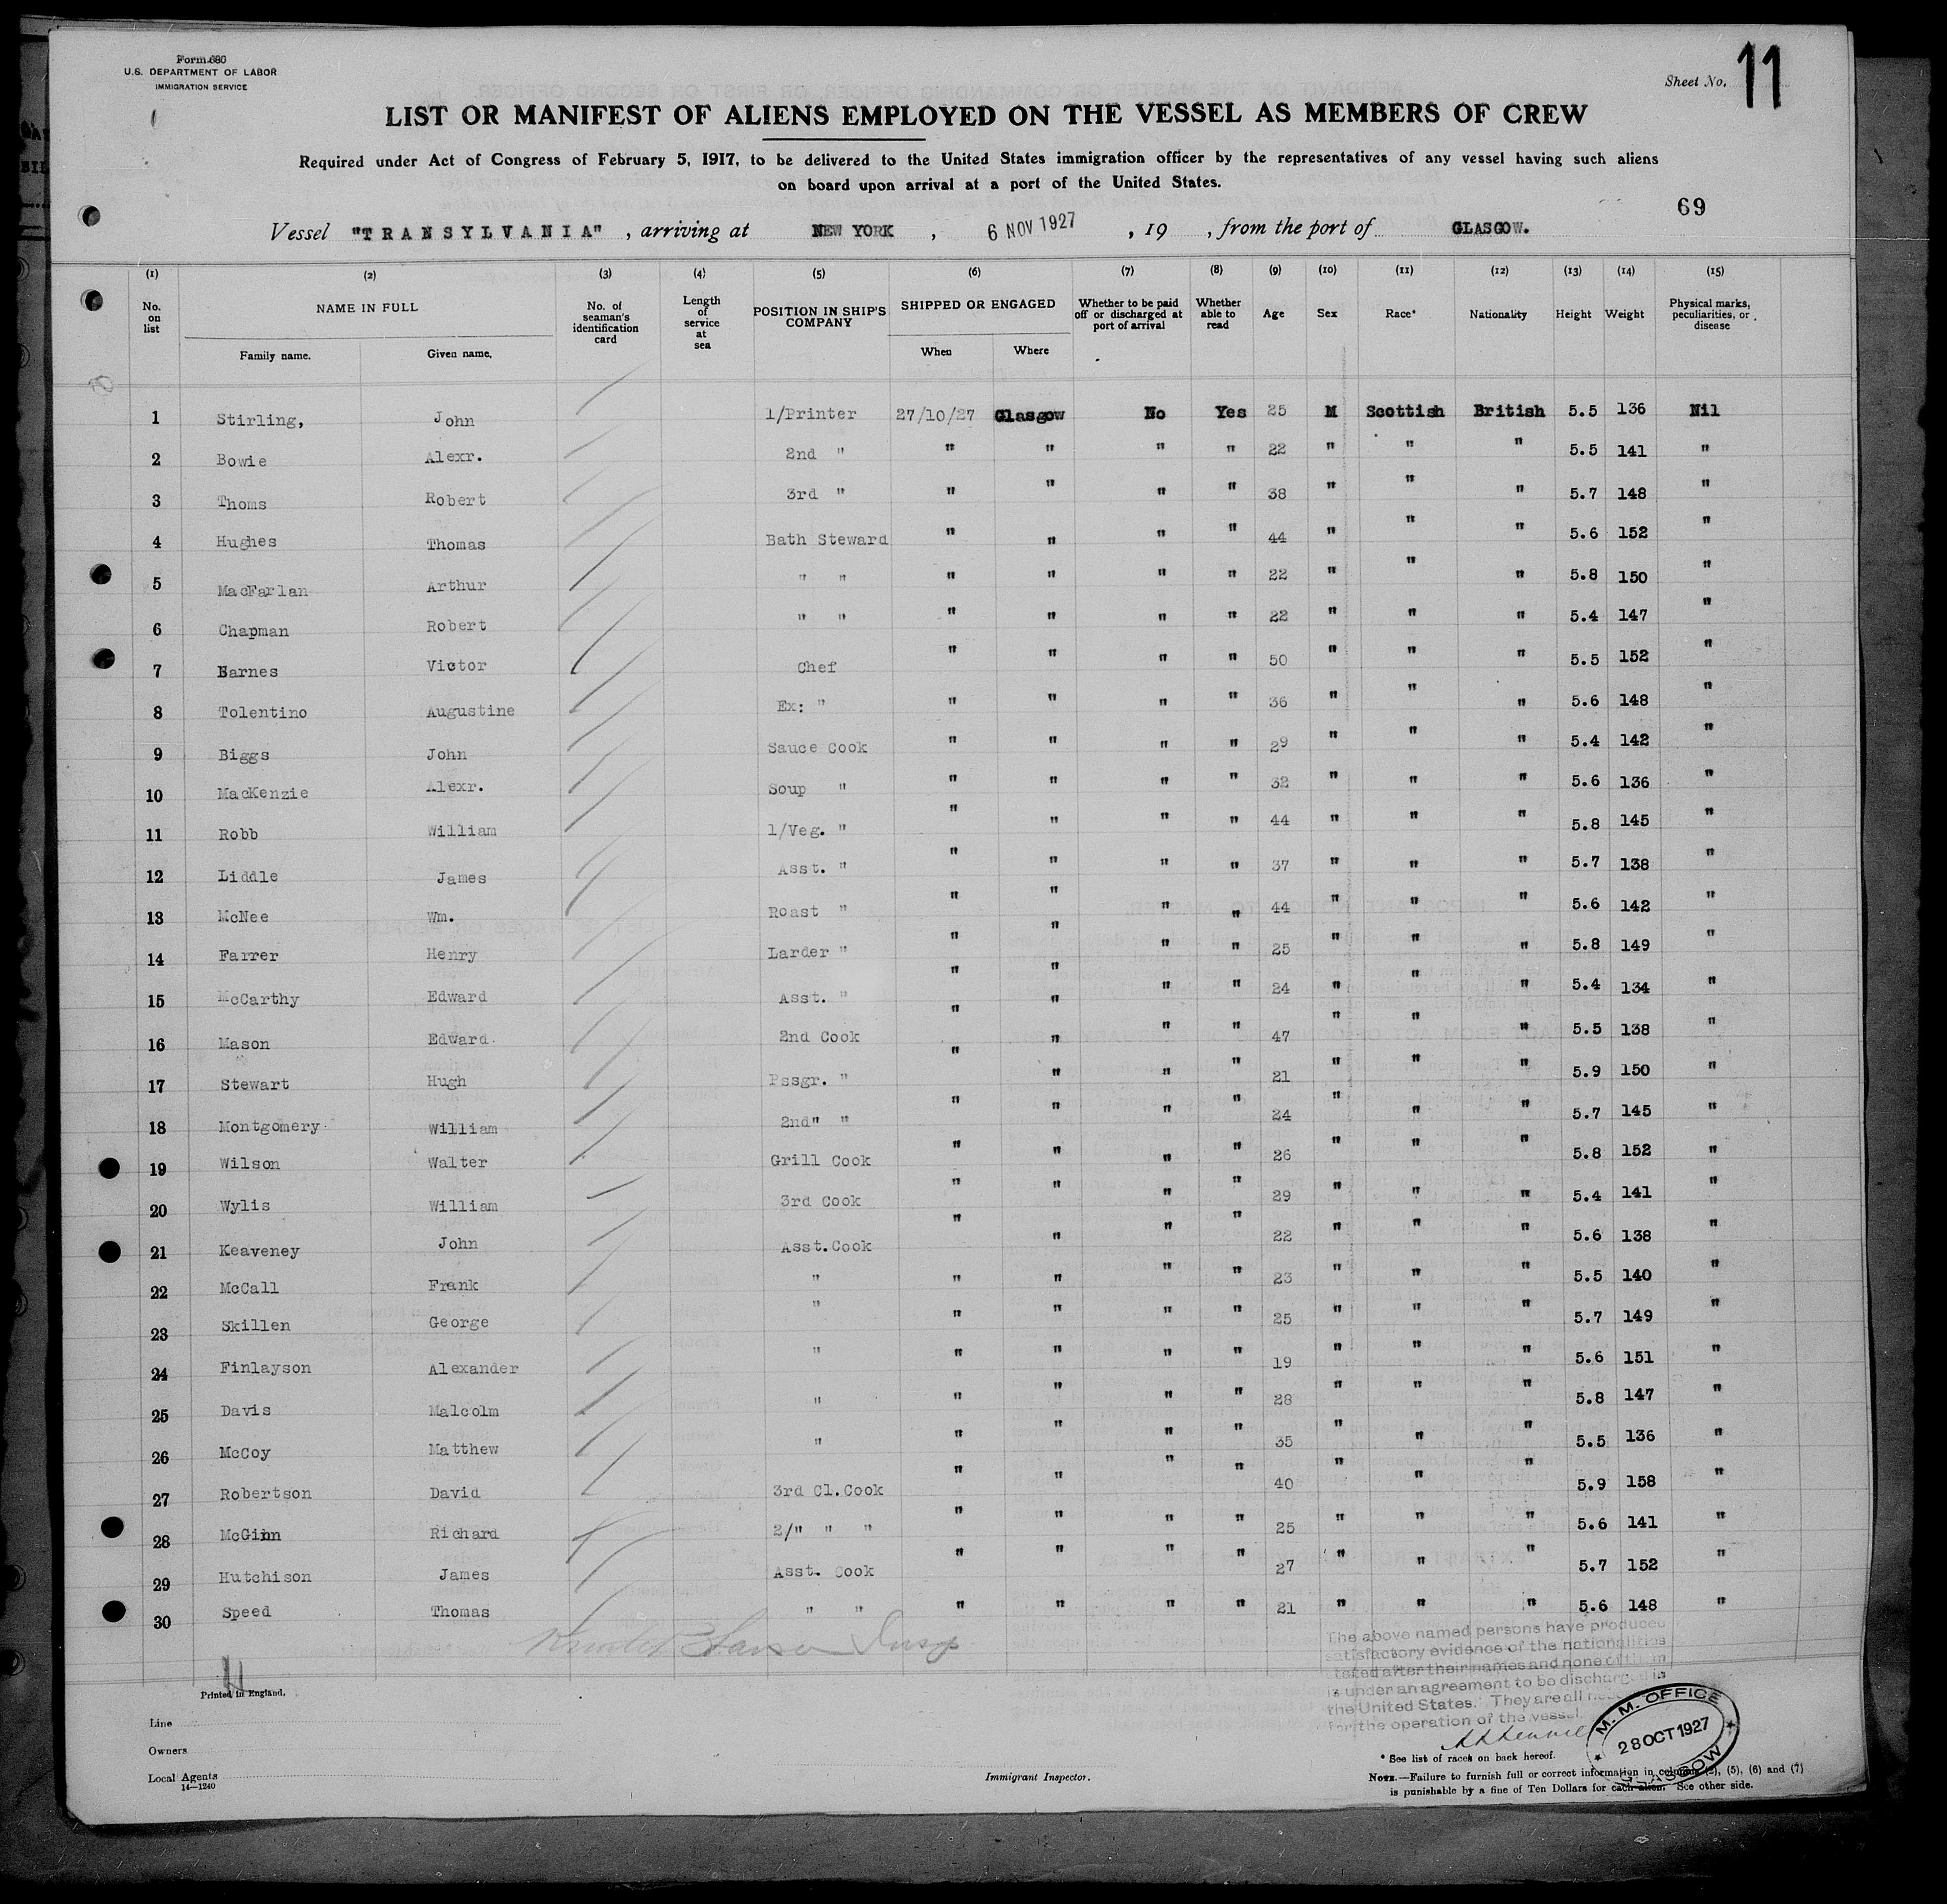 Form 680
U.S. DEPARTMENT OF LABOR
IMMIGRATION SERVICE
Sheet No. 11
LIST OR MANIFEST OF ALIENS EMPLOYED ON THE VESSEL AS MEMBERS OF CREW
Required under Act of Congress of February 5, 1917, to be delivered to the United States immigration officer by the representatives of any vessel having such aliens
on board upon arrival at a port of the United States.
69
Vessel "TRANSYLVANIA", arriving at NEW YORK, 6 NOV 1927, 19 , from the port of GLASGOW.
(1) (2) (3) (4) (5) (6) (7) (8) (9) (10) (11) (12) (13) (14) (15)
No. on list NAME IN FULL No. of seaman's identification card Length of service at sea POSITION IN SHIP'S COMPANY SHIPPED OR ENGAGED Whether to be paid off or discharged at port of arrival Whether able to read Age Sex Race* Nationality Height Weight Physical marks, peculiarities, or disease
Family name. Given name. When Where
1 Stirling, John 1/Printer 27/10/27 Glasgow No Yes 25 M Scottish British 5.5 136 Nil
2 Bowie Alexr. 2nd " " " " " 22 " " " 5.5 141 "
3 Thoms Robert 3rd " " " " " 38 " " " 5.7 148 "
4 Hughes Thomas Bath Steward " " " " 44 " " " 5.6 152 "
5 MacFarlan Arthur " " " " " " 22 " " " 5.8 150 "
6 Chapman Robert " " " " " " 22 " " " 5.4 147 "
7 Barnes Victor Chef " " " " 50 " " " 5.5 152 "
8 Tolentino Augustine Ex: " " " " " 36 " " " 5.6 148 "
9 Biggs John Sauce Cook " " " " 29 " " " 5.4 142 "
10 MacKenzie Alexr. Soup " " " " " 32 " " " 5.6 136 "
11 Robb William 1/Veg. " " " " " 44 " " " 5.8 145 "
12 Liddle James Asst. " " " " " 37 " " " 5.7 138 "
13 McNee Wm. Roast " " " " " 44 " " " 5.6 142 "
14 Farrer Henry Larder " " " " " 25 " " " 5.8 149 "
15 McCarthy Edward Asst. " " " " " 24 " " " 5.4 134 "
16 Mason Edward. 2nd Cook " " " " 47 " " " 5.5 138 "
17 Stewart Hugh Pssgr. " " " " " 21 " " " 5.9 150 "
18 Montgomery William 2nd" " " " " " 24 " " " 5.7 145 "
19 Wilson Walter Grill Cook " " " " 26 " " " 5.8 152 "
20 Wylis William 3rd Cook " " " " 29 " " " 5.4 141 "
21 Keaveney John Asst.Cook " " " " 22 " " " 5.6 138 "
22 McCall Frank " " " " " 23 " " " 5.5 140 "
23 Skillen George " " " " " 25 " " " 5.7 149 "
24 Finlayson Alexander " " " " " 19 " " " 5.6 151 "
25 Davis Malcolm " " " " " 28 " " " 5.8 147 "
26 McCoy Matthew " " " " " 35 " " " 5.5 136 "
27 Robertson David 3rd Cl.Cook " " " " 40 " " " 5.9 158 "
28 McGinn Richard 2/" " " " " " " 25 " " " 5.6 141 "
29 Hutchison James Asst. Cook " " " " 27 " " " 5.7 152 "
30 Speed Thomas " " " " " " 21 " " " 5.6 148 "
The above named persons have produced
satisfactory evidence of the nationalities
stated after their names and none of them
is under an agreement to be discharged in
the United States. They are all
for the operation of the vessel.
Printed in England.
Line
Owners
Local Agents
14—1240
Immigrant Inspector.
M. M. OFFICE
28 OCT 1927
GLASGOW
* See list of races on back hereof.
NOTE.—Failure to furnish full or correct information in columns (2), (5), (6) and (7)
is punishable by a fine of Ten Dollars for each alien. See other side.